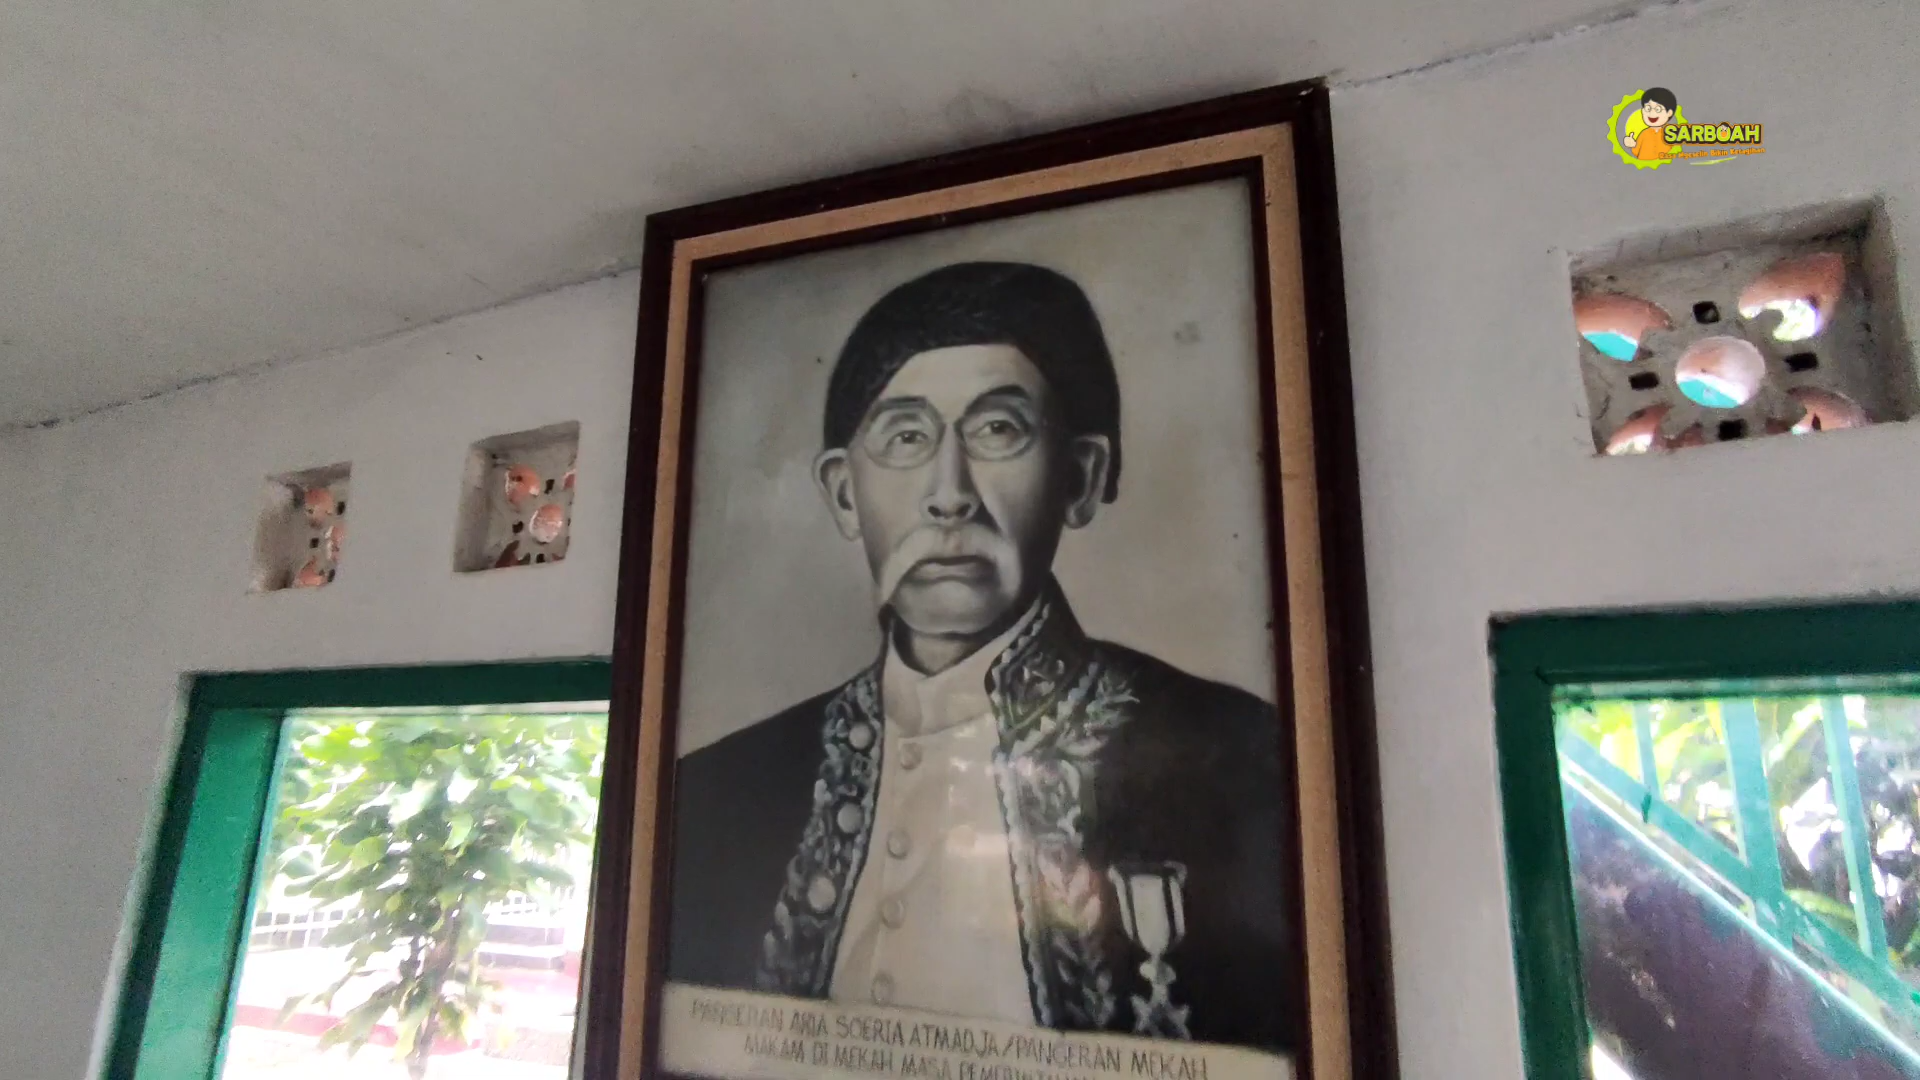 SARBOAH
PANGERAN ARIA SOERIA ATMADJA/PANGERAN MEKAH
MAKAM DI MEKAH MASA